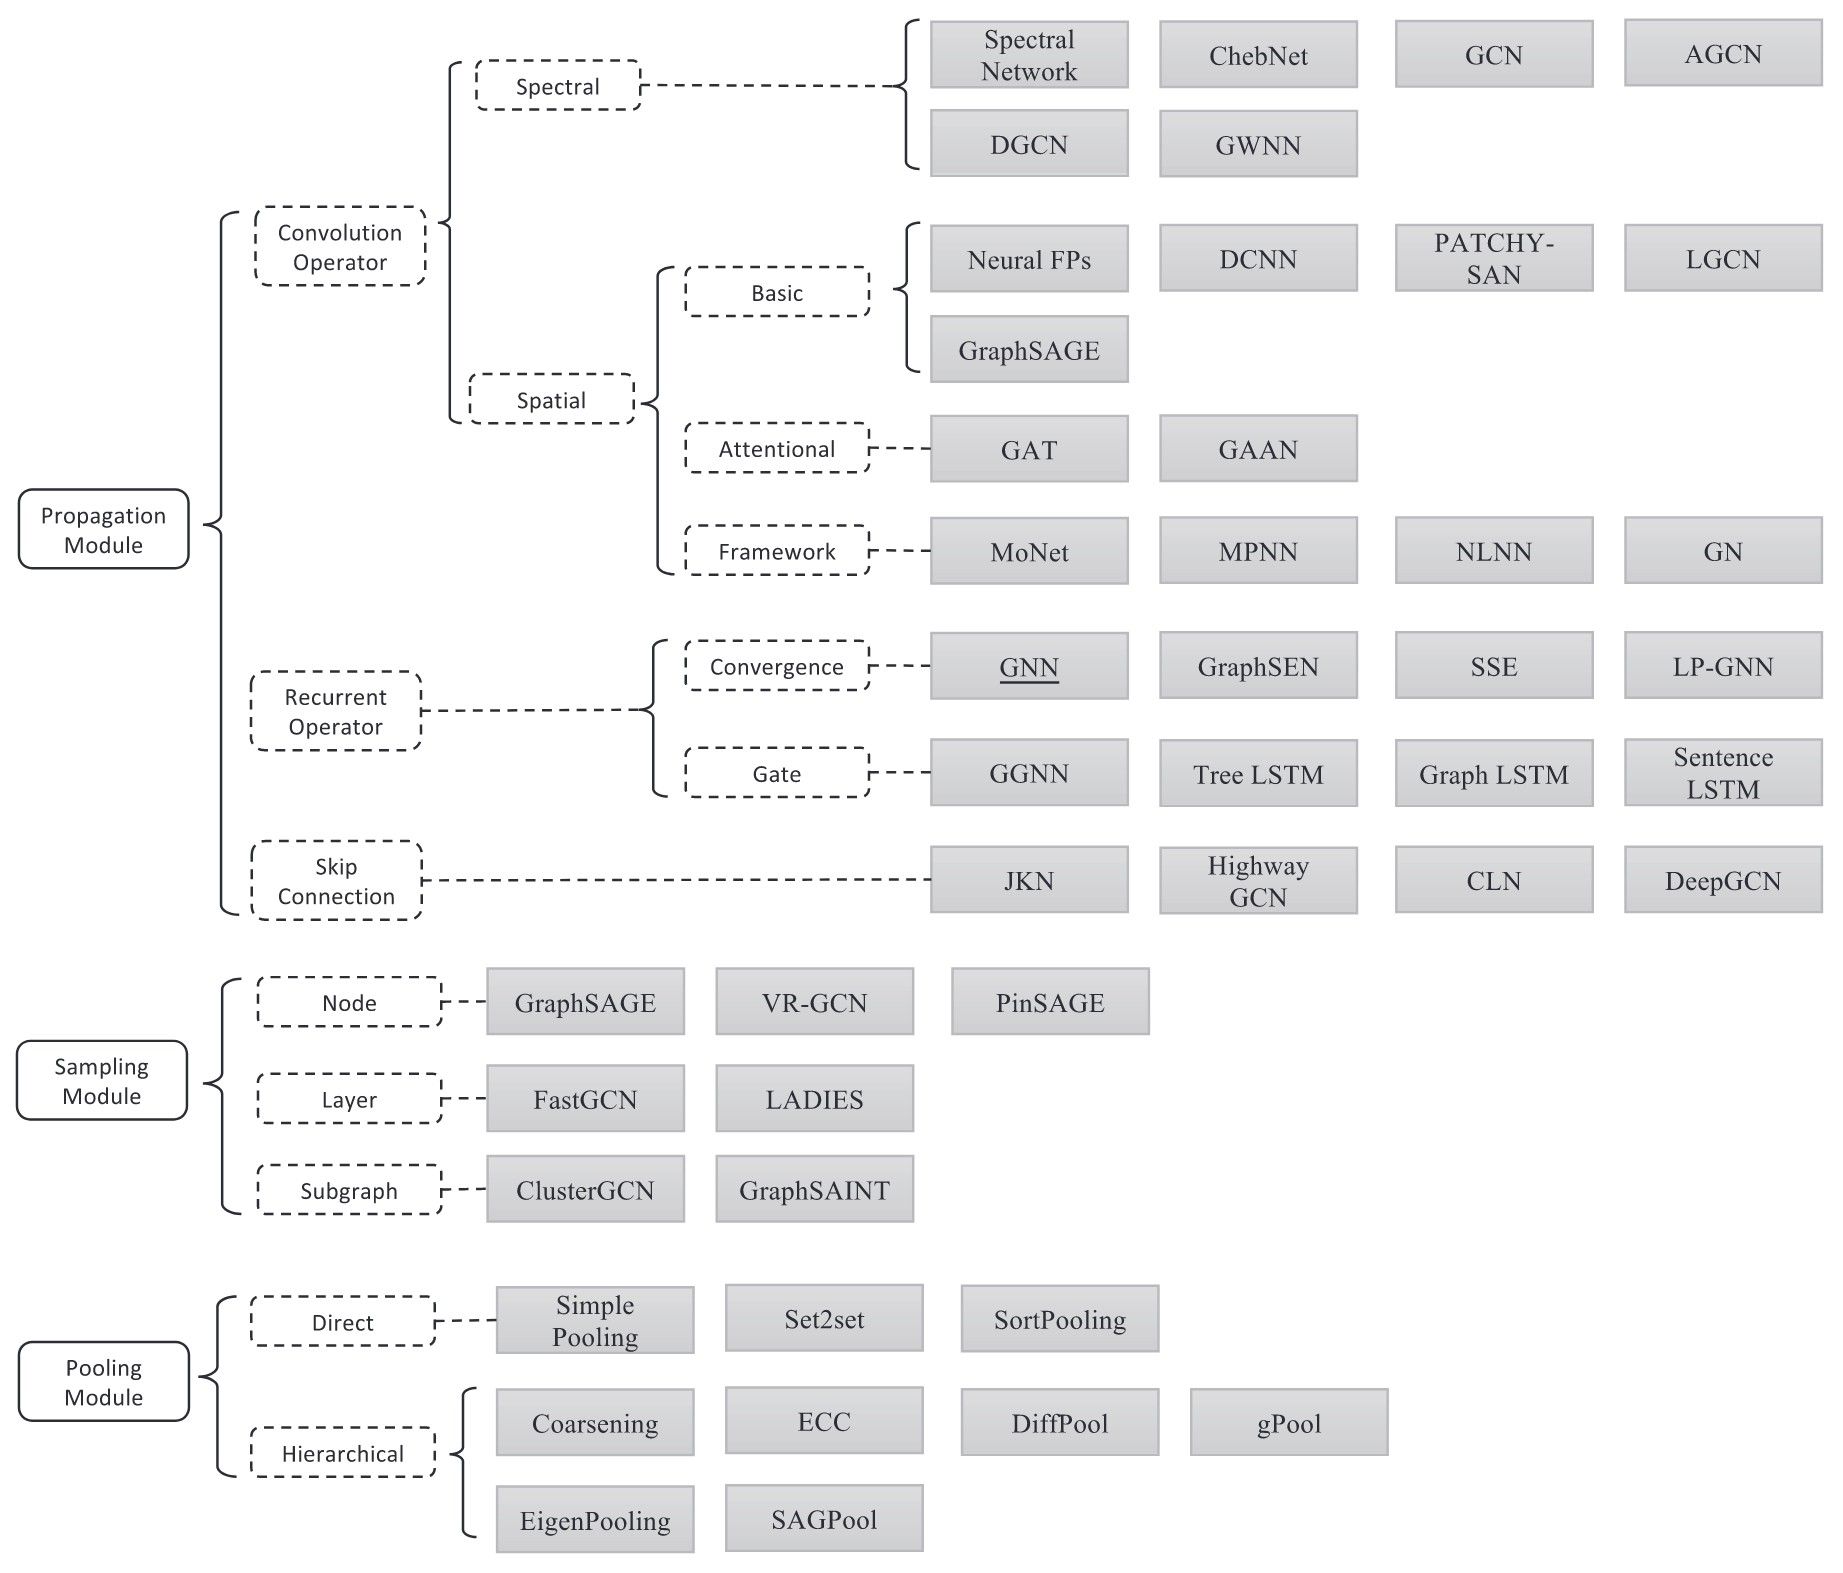 Spectral
Network
ChebNet
GCN
AGCN
Spectral
DGCN
GWNN
Convolution
Operator
Neural FPs
DCNN
PATCHY-
SAN
LGCN
Basic
GraphSAGE
Spatial
Attentional
GAT
GAAN
Propagation
Module
Framework
MoNet
MPNN
NLNN
GN
Convergence
GNN
GraphSEN
SSE
LP-GNN
Recurrent
Operator
Gate
GGNN
Tree LSTM
Graph LSTM
Sentence
LSTM
Skip
Connection
JKN
Highway
GCN
CLN
DeepGCN
Node
GraphSAGE
VR-GCN
PinSAGE
Sampling
Module
Layer
FastGCN
LADIES
Subgraph
ClusterGCN
GraphSAINT
Direct
Simple
Pooling
Set2set
SortPooling
Pooling
Module
Hierarchical
Coarsening
ECC
DiffPool
gPool
EigenPooling
SAGPool